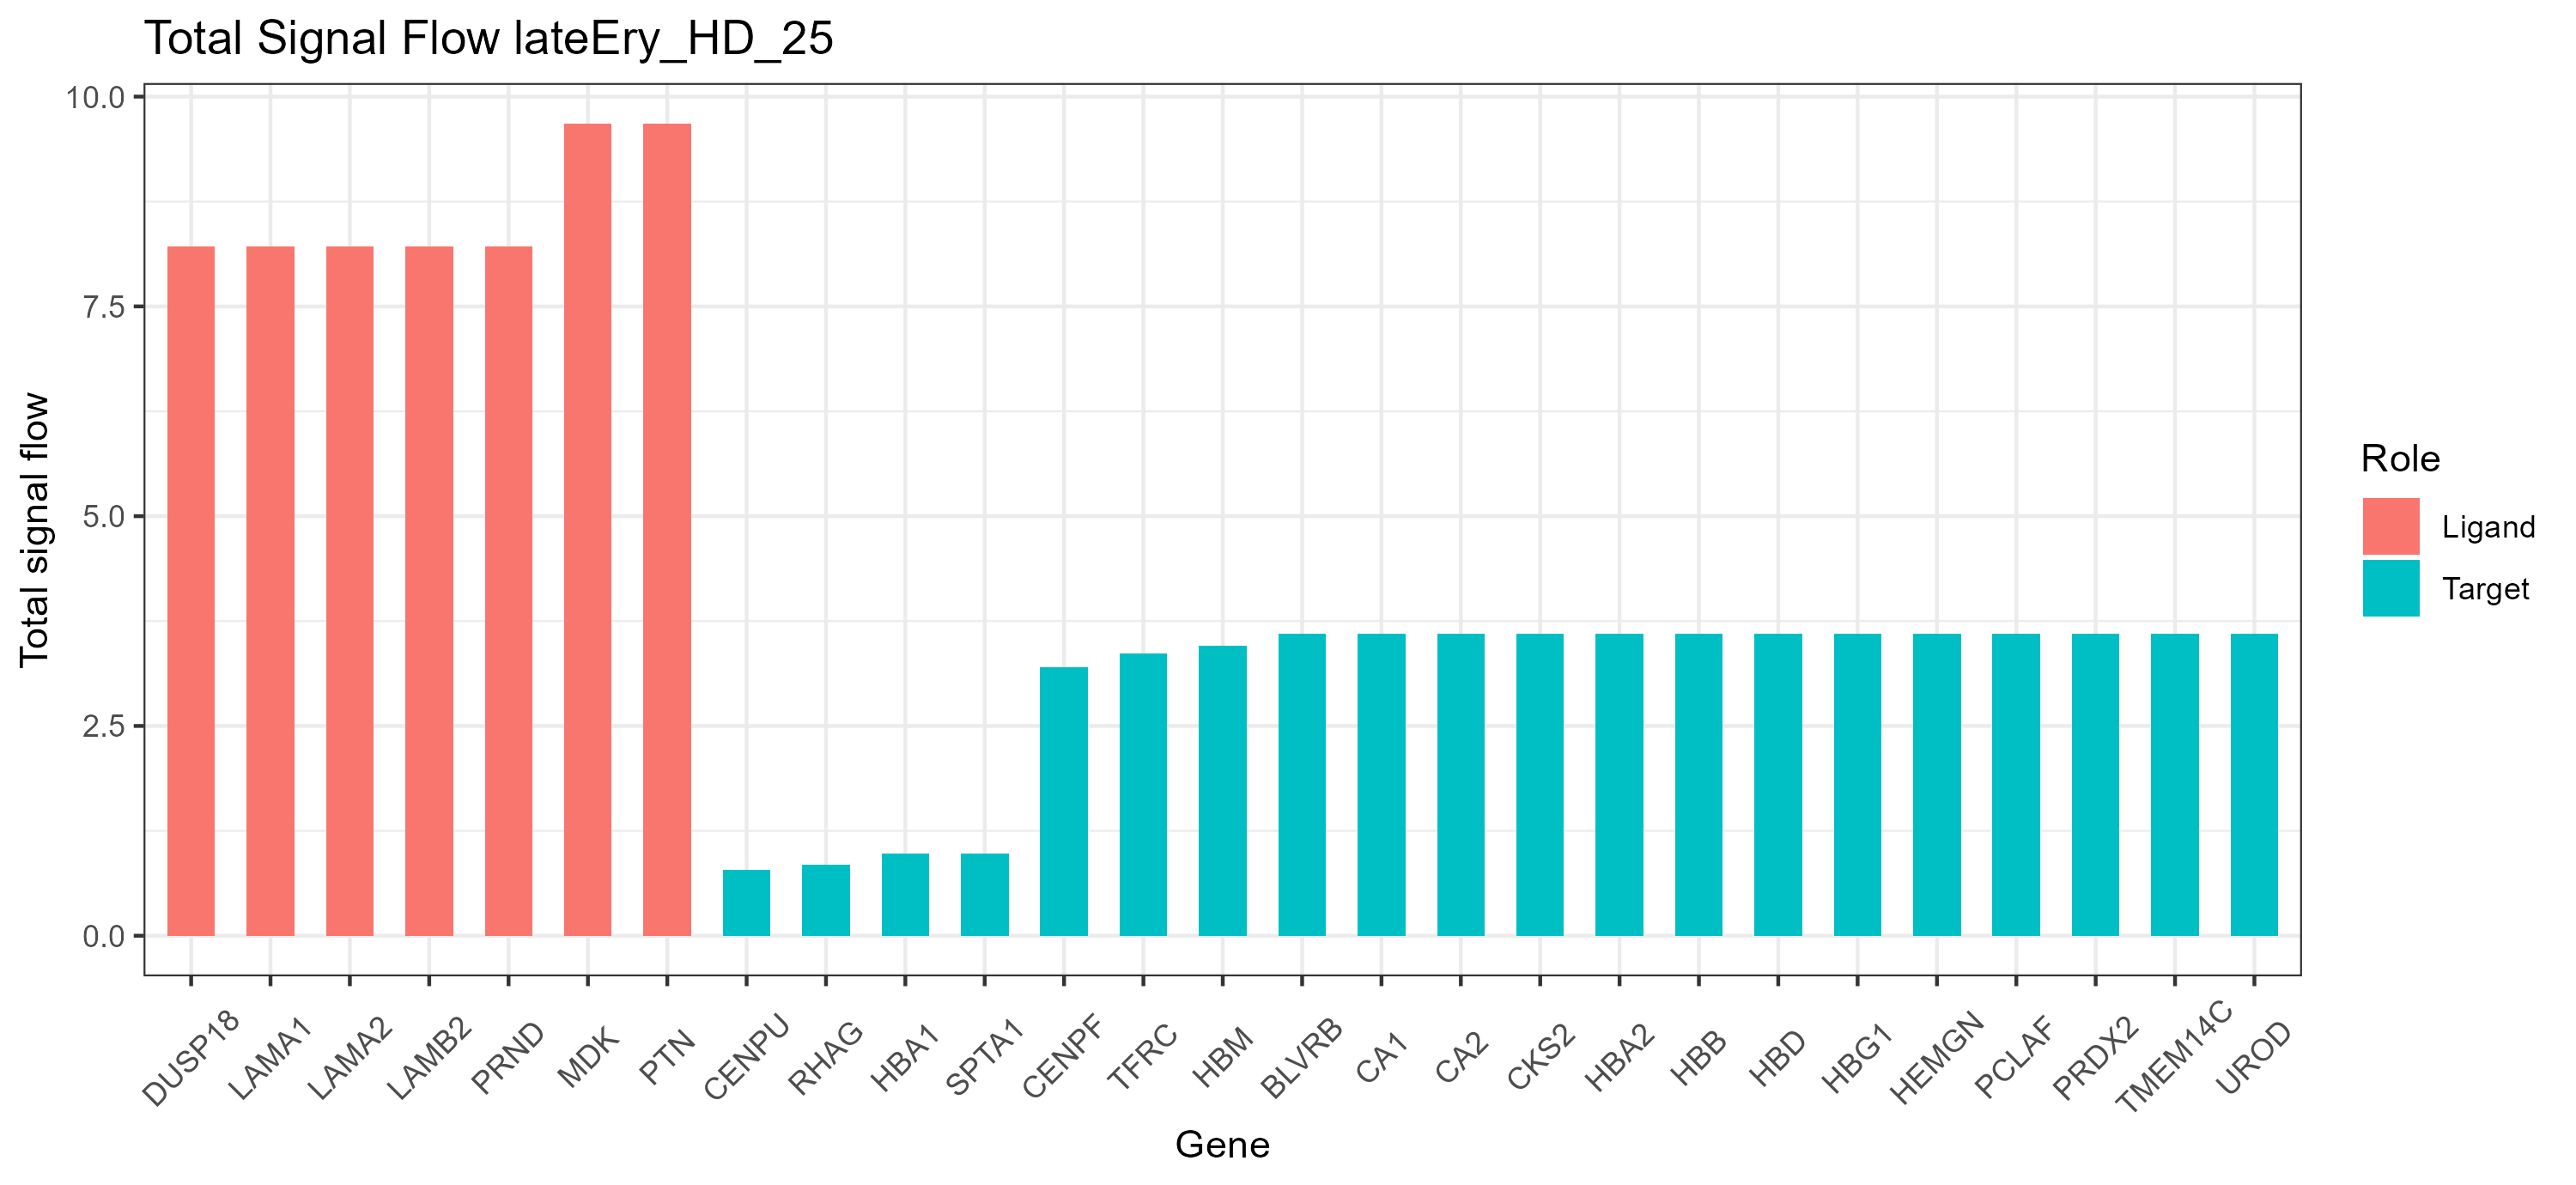 Total Signal Flow lateEry_HD_25
10.0
7.5
5.0
2.5
0.0
Total signal flow
DUSP18
LAMA1
LAMA2
LAMB2
PRND
MDK
PTN
CENPU
RHAG
HBA1
SPTA1
CENPF
TFRC
HBM
BLVRB
CA1
CA2
CKS2
HBA2
HBB
HBD
HBG1
HEMGN
PCLAF
PRDX2
TMEM14C
UROD
Gene
Role
Ligand
Target